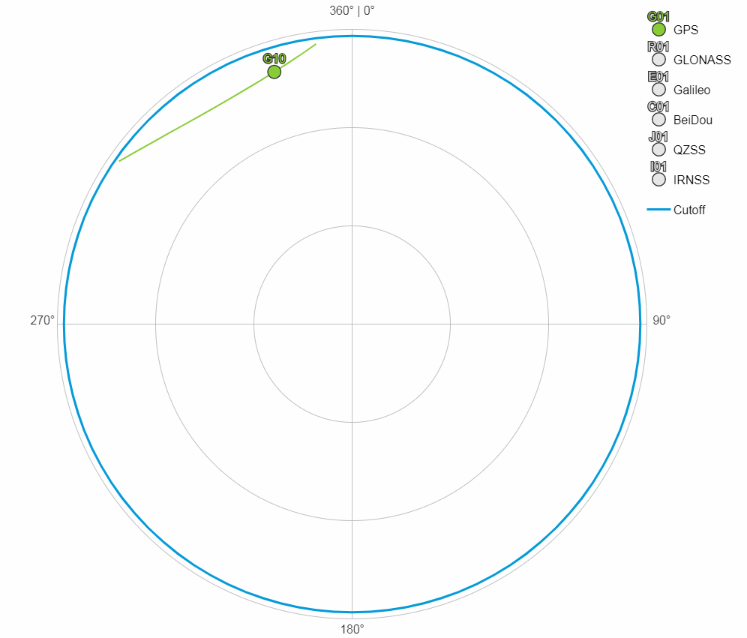 360° | 0°
G01
GPS
R01
GLONASS
G10
E01
Galileo
C01
BeiDou
J01
QZSS
I01
IRNSS
Cutoff
270°
90°
180°